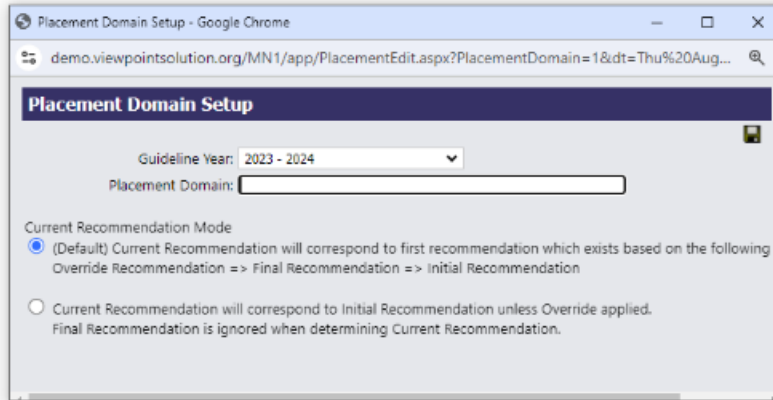 Placement Domain Setup - Google Chrome
demo.viewpointsolution.org/MN1/app/PlacementEdit.aspx?PlacementDomain=1&dt=Thu%20Aug...
Placement Domain Setup
Guideline Year: 2023 - 2024
Placement Domain:
Current Recommendation Mode
(Default) Current Recommendation will correspond to first recommendation which exists based on the following
Override Recommendation => Final Recommendation => Initial Recommendation
Current Recommendation will correspond to Initial Recommendation unless Override applied.
Final Recommendation is ignored when determining Current Recommendation.